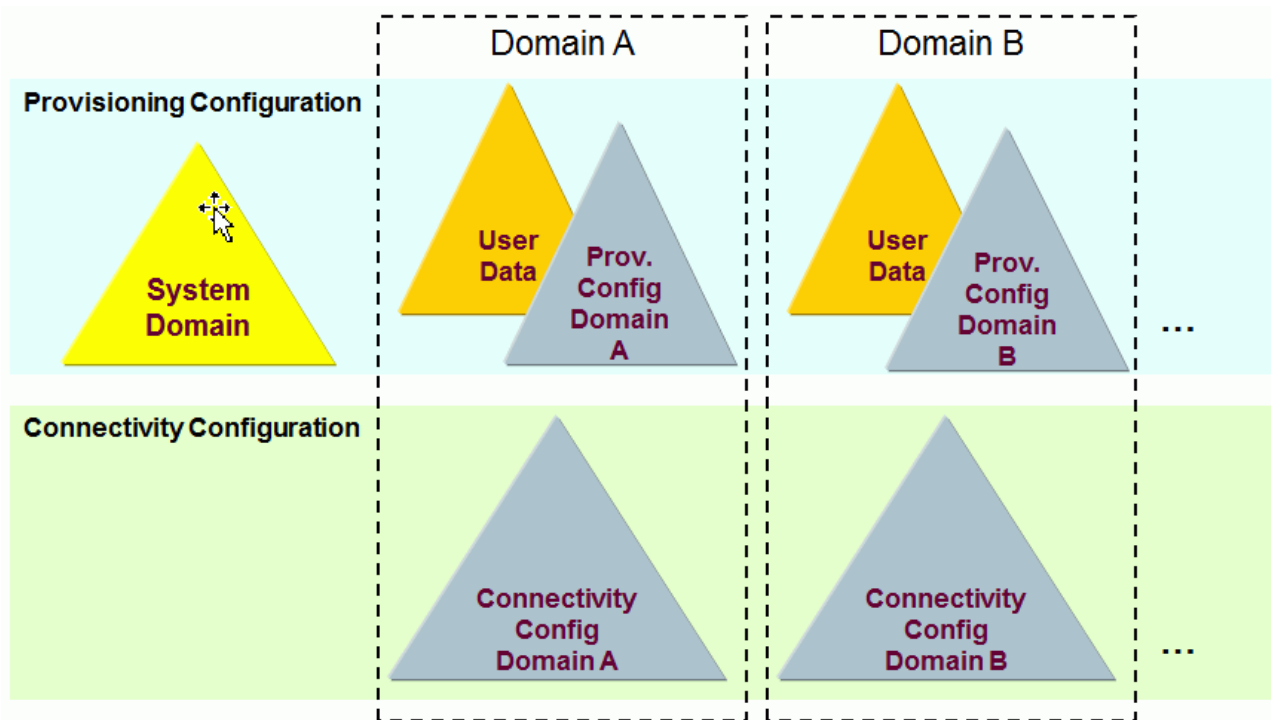 Domain A
Domain B
Provisioning Configuration
System
Domain
User
Data
Prov.
Config
Domain
A
User
Data
Prov.
Config
Domain
B
...
Connectivity Configuration
Connectivity
Config
Domain A
Connectivity
Config
Domain B
...